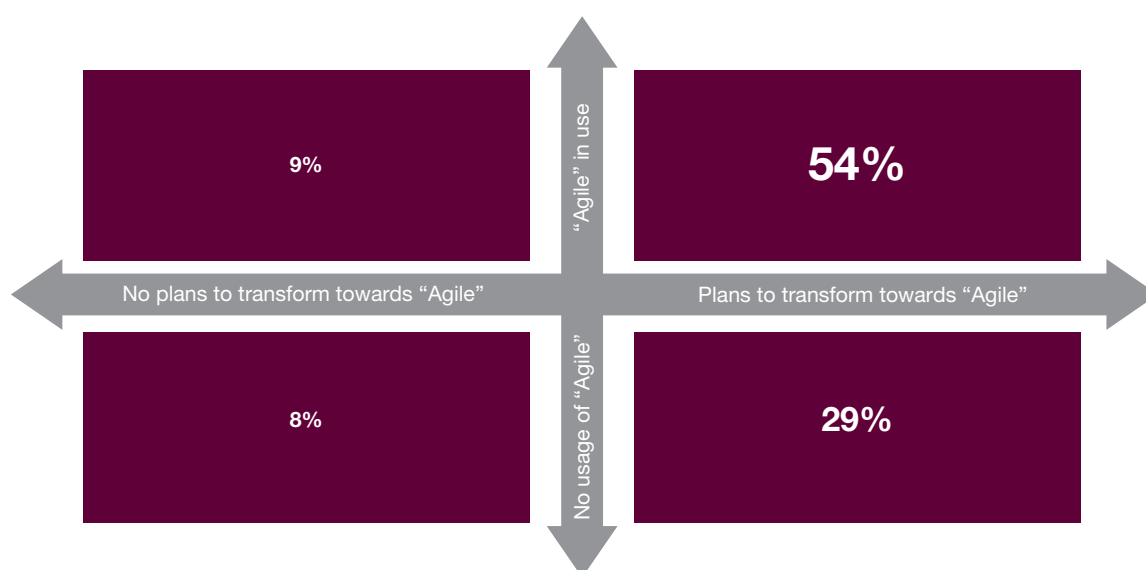 9%
“Agile” in use
54%
No plans to transform towards “Agile”
Plans to transform towards “Agile”
8%
No usage of “Agile”
29%